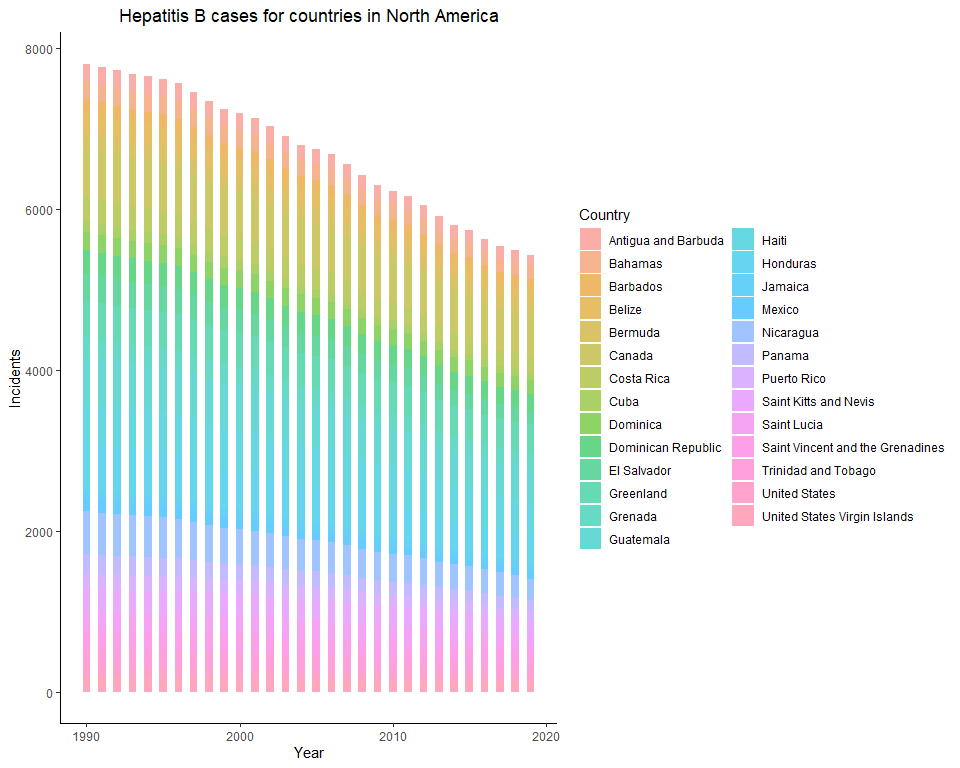 Hepatitis B cases for countries in North America
8000
6000
4000
2000
0
Incidents
1990
2000
2010
2020
Year
Country
Antigua and Barbuda
Bahamas
Barbados
Belize
Bermuda
Canada
Costa Rica
Cuba
Dominica
Dominican Republic
El Salvador
Greenland
Grenada
Guatemala
Haiti
Honduras
Jamaica
Mexico
Nicaragua
Panama
Puerto Rico
Saint Kitts and Nevis
Saint Lucia
Saint Vincent and the Grenadines
Trinidad and Tobago
United States
United States Virgin Islands